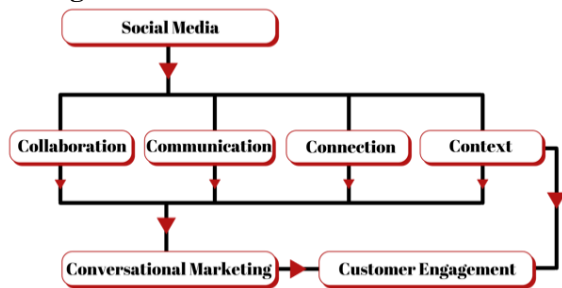 Social Media
Collaboration
Communication
Connection
Context
Conversational Marketing
Customer Engagement